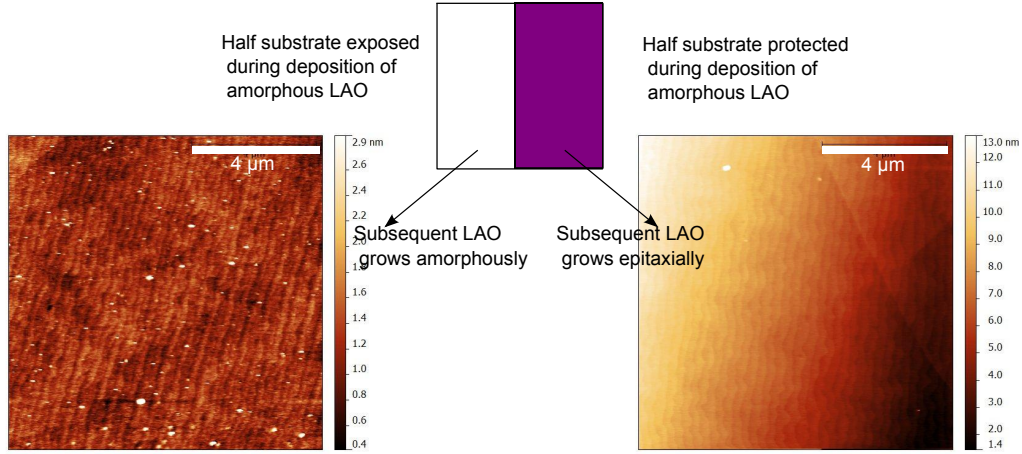 Half substrate exposed
during deposition of
amorphous LAO
Half substrate protected
during deposition of
amorphous LAO
4 µm
2.9 nm
2.6
2.4
2.2
2.0
1.8
1.6
1.4
1.2
1.0
0.8
0.6
0.4
Subsequent LAO
grows amorphously
Subsequent LAO
grows epitaxially
4 µm
13.0 nm
12.0
11.0
10.0
9.0
8.0
7.0
6.0
5.0
4.0
3.0
2.0
1.4